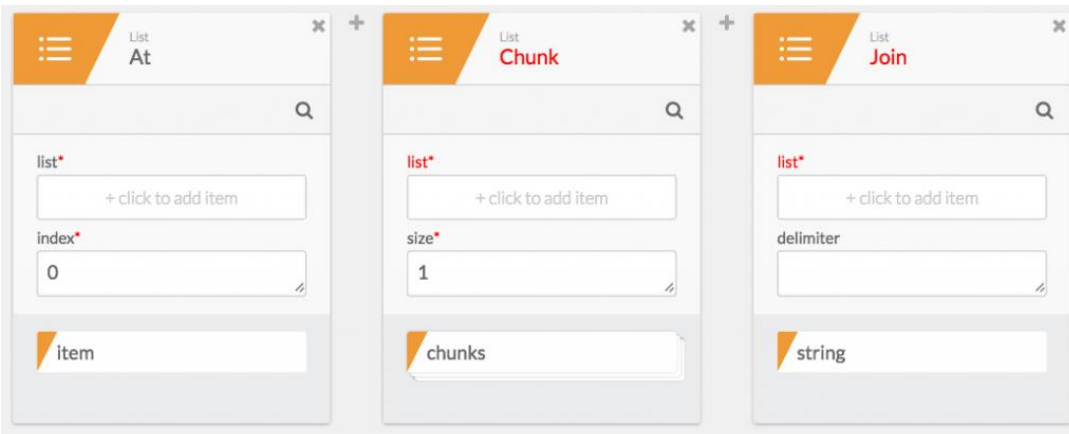 List
At
list*
+ click to add item
index*
0
item
List
Chunk
list*
+ click to add item
size*
1
chunks
List
Join
list*
+ click to add item
delimiter
string